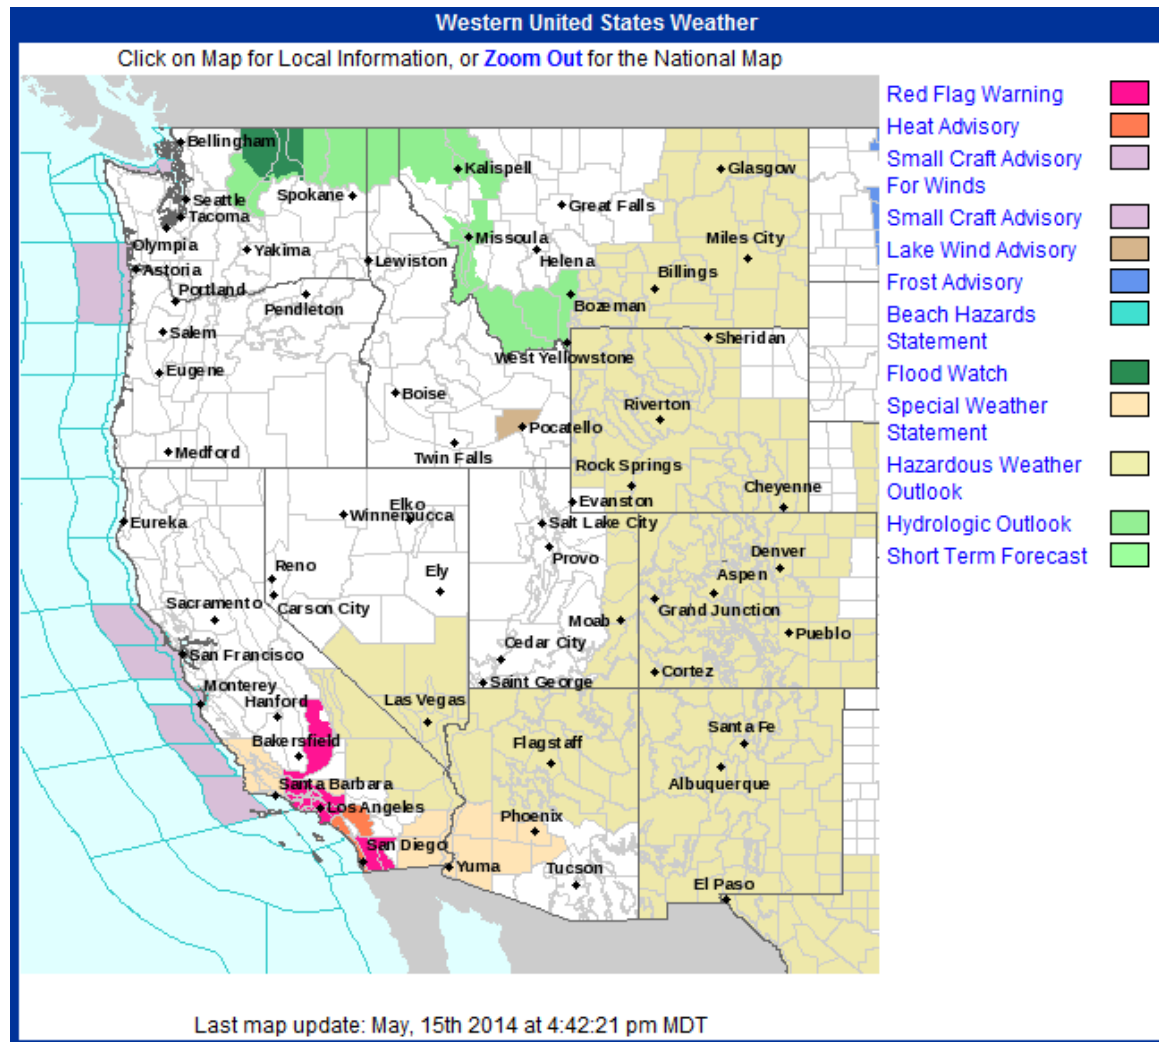 Western United States Weather
Click on Map for Local Information, or Zoom Out for the National Map
Red Flag Warning
Heat Advisory
Small Craft Advisory
For Winds
Small Craft Advisory
Lake Wind Advisory
Frost Advisory
Beach Hazards
Statement
Flood Watch
Special Weather
Statement
Hazardous Weather
Outlook
Hydrologic Outlook
Short Term Forecast
Bellingham
Kalispell
Glasgow
Spokane
Seattle
Great Falls
Tacoma
Olympia
Yakima
Missoula
Helena
Miles City
Astoria
Lewiston
Billings
Portland
Pendleton
Bozeman
Salem
Sheridan
West Yellowstone
Eugene
Boise
Riverton
Pocatello
Medford
Twin Falls
Rock Springs
Cheyenne
Evanston
Elko
Winnemucca
Eureka
Salt Lake City
Provo
Denver
Reno
Ely
Aspen
Carson City
Sacramento
Grand Junction
Moab
Pueblo
San Francisco
Cedar City
Cortez
Saint George
Monterey
Hanford
Las Vegas
Santa Fe
Bakersfield
Flagstaff
Albuquerque
Santa Barbara
Los Angeles
Phoenix
San Diego
Yuma
Tucson
El Paso
Last map update: May, 15th 2014 at 4:42:21 pm MDT